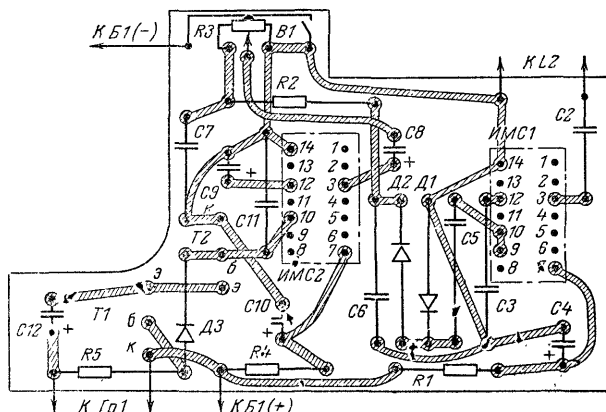 К Б1(-)
R3
В1
К L2
R2
C7
C8
C2
ИМС1
14
1
13
2
12
3
11
4
10
5
9
6
8
7
+
C9
+
C11
14
1
13
2
12
3
11
4
10
5
9
6
8
7
ИМС2
Д2
Д1
C5
C3
C6
к
Т2
б
э
э
Т1
C12
+
б
к
Д3
C10
+
R5
R4
R1
C4
+
+
К Гр1
К Б1(+)